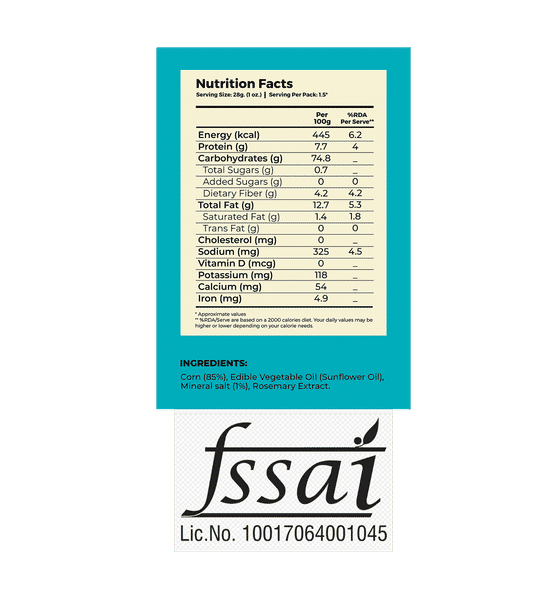 Nutrition Facts
Serving Size: 28g. (1 oz.) | Serving Per Pack: 1.5*
Per 100g %RDA Per Serve**
Energy (kcal) 445 6.2
Protein (g) 7.7 4
Carbohydrates (g) 74.8 _
Total Sugars (g) 0.7 _
Added Sugars (g) 0 0
Dietary Fiber (g) 4.2 4.2
Total Fat (g) 12.7 5.3
Saturated Fat (g) 1.4 1.8
Trans Fat (g) 0 0
Cholesterol (mg) 0 _
Sodium (mg) 325 4.5
Vitamin D (mcg) 0 _
Potassium (mg) 118 _
Calcium (mg) 54 _
Iron (mg) 4.9 _
* Approximate values
** %RDA/Serve are based on a 2000 calories diet. Your daily values may be
higher or lower depending on your calorie needs.
INGREDIENTS:
Corn (85%), Edible Vegetable Oil (Sunflower Oil),
Mineral salt (1%), Rosemary Extract.
fssai
Lic.No. 10017064001045